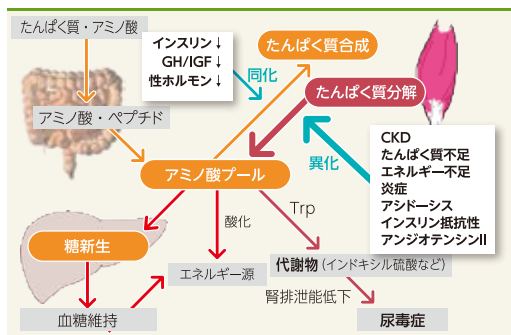 たんぱく質・アミノ酸
インスリン↓
GH/IGF ↓
性ホルモン↓
たんぱく質合成
同化
たんぱく質分解
アミノ酸・ペプチド
CKD
たんぱく質不足
エネルギー不足
炎症
アシドーシス
インスリン抵抗性
アンジオテンシンII
異化
アミノ酸プール
酸化
Trp
糖新生
エネルギー源
代謝物(インドキシル硫酸など)
腎排泄能低下
血糖維持
尿毒症